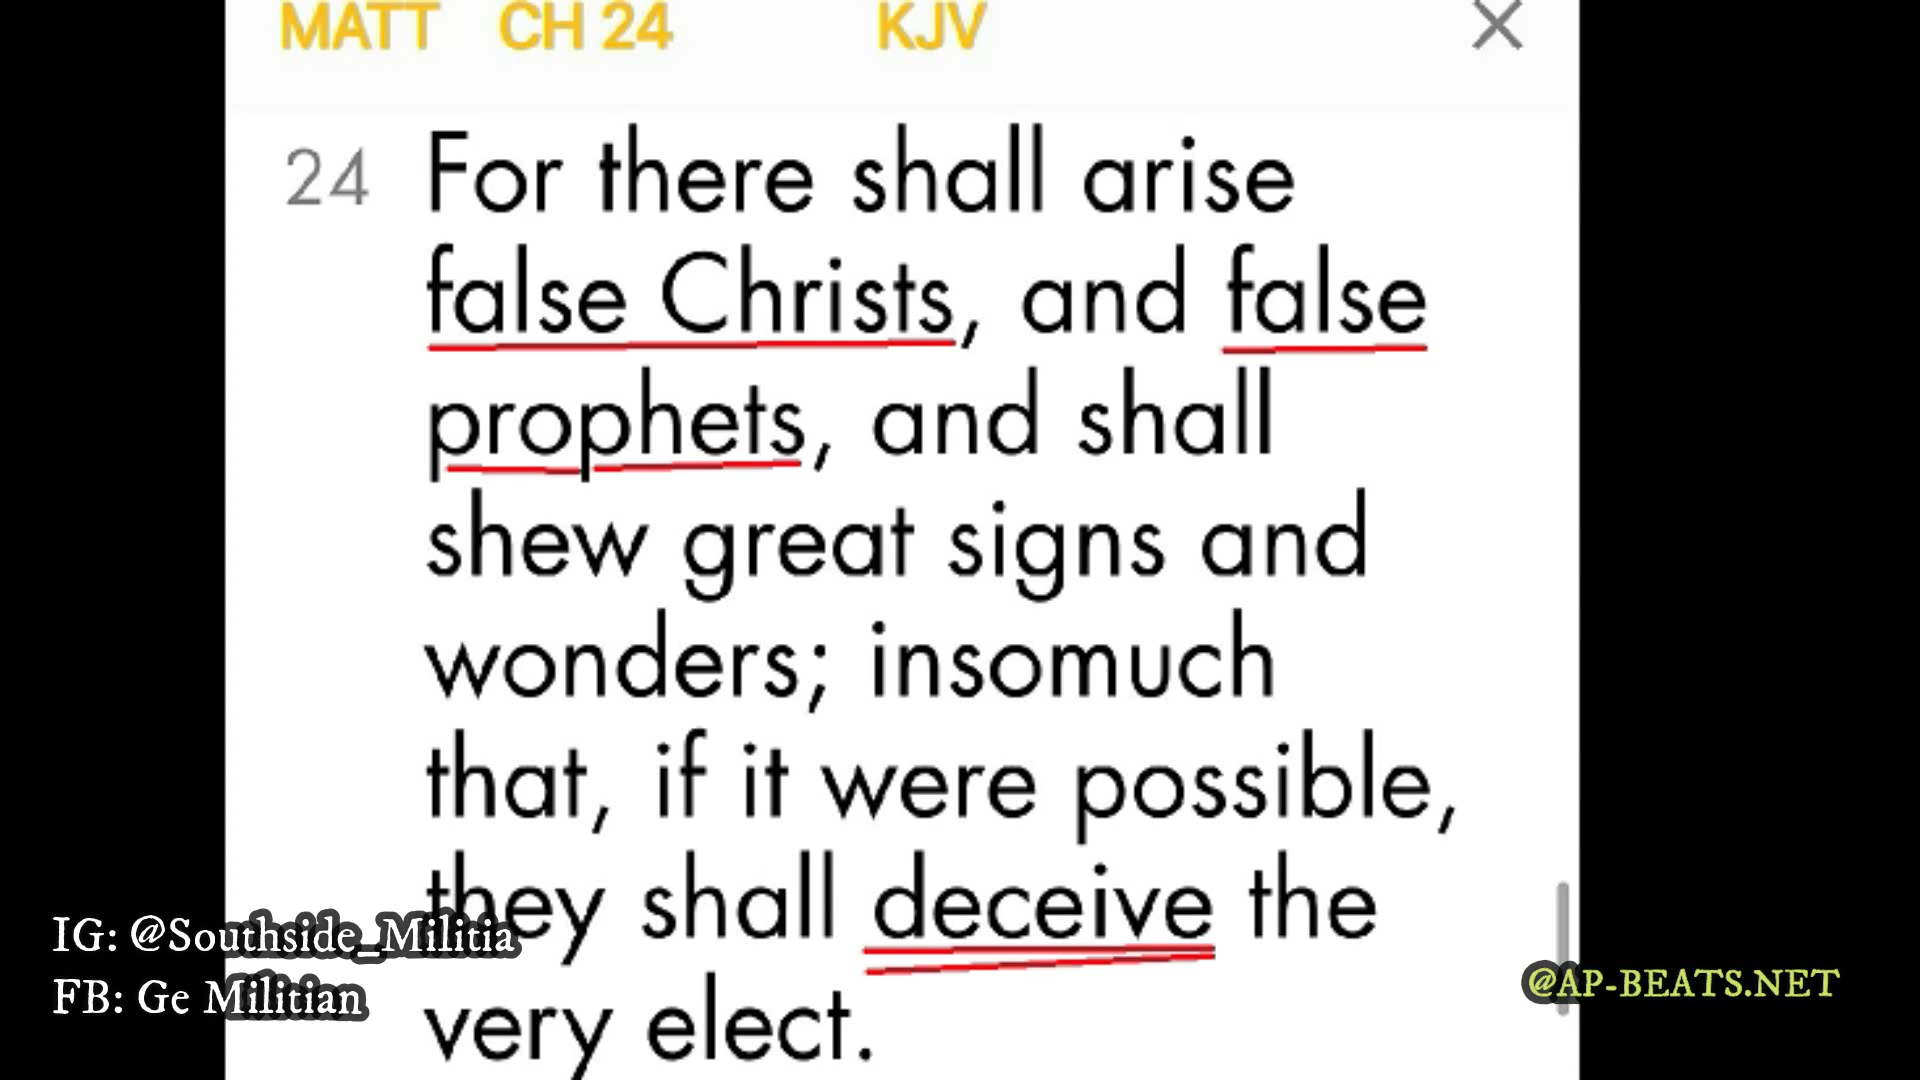 MATT CH 24 KJV
24 For there shall arise
false Christs, and false
prophets, and shall
shew great signs and
wonders; insomuch
that, if it were possible,
they shall deceive the
very elect.
IG: @Southside_Militia
FB: Ge Militian
@AP-BEATS.NET